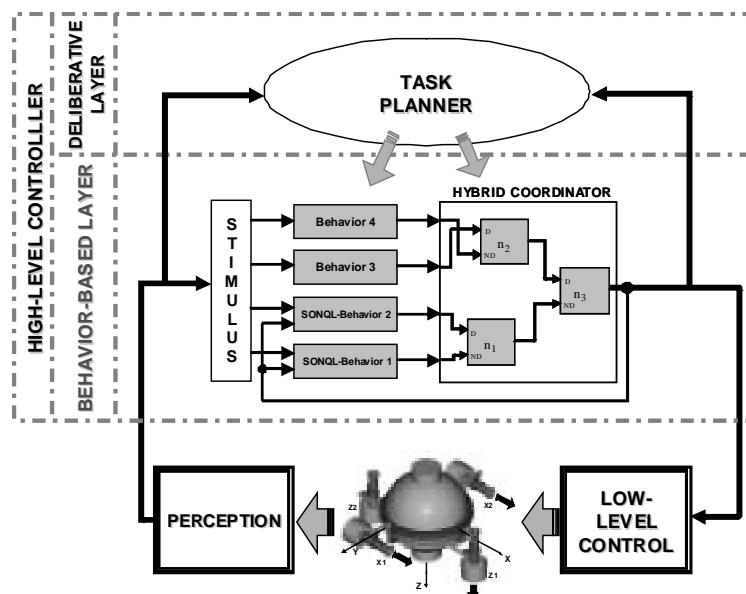 HIGH-LEVEL CONTROLLLER
DELIBERATIVE
LAYER
TASK
PLANNER
BEHAVIOR-BASED LAYER
HYBRID COORDINATOR
STIMULUS
Behavior 4
Behavior 3
SONQL-Behavior 2
SONQL-Behavior 1
D
ND
n2
D
ND
n3
D
ND
n1
PERCEPTION
Z2
X2
Y
X1
X
Z1
Z
LOW-
LEVEL
CONTROL